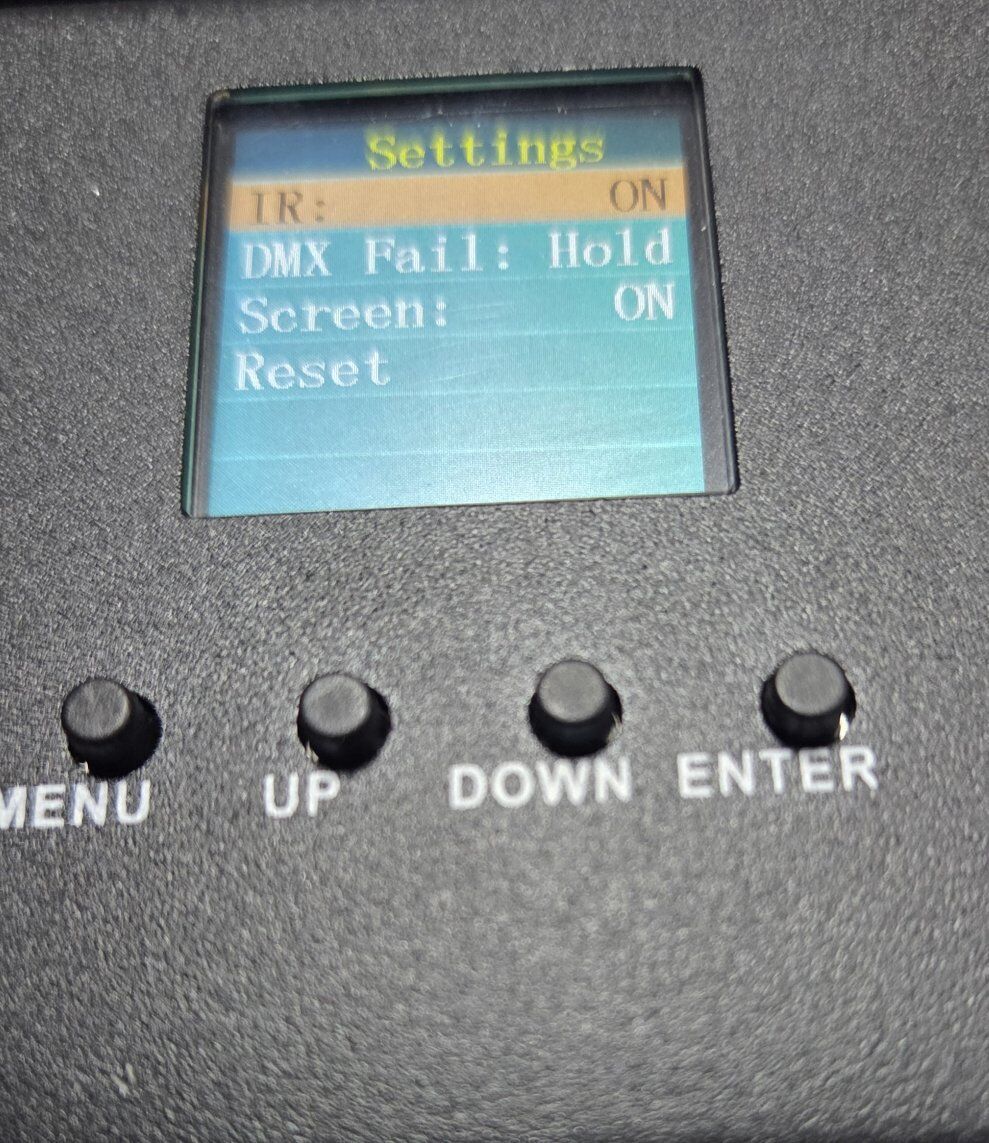 Settings
IR: ON
DMX Fail: Hold
Screen: ON
Reset
MENU UP DOWN ENTER